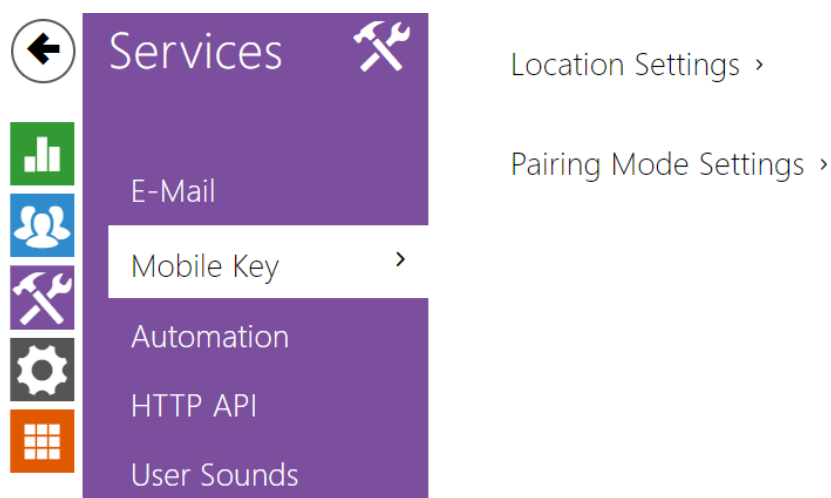 Services
E-Mail
Mobile Key
Automation
HTTP API
User Sounds
Location Settings
Pairing Mode Settings